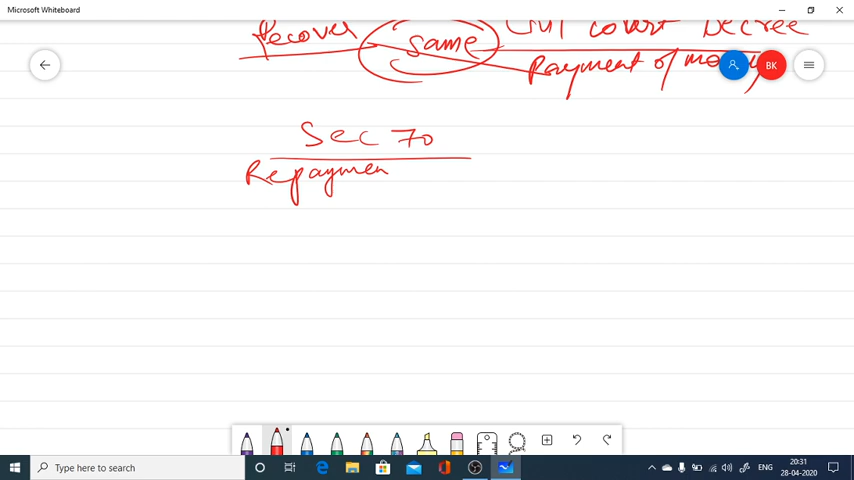 Microsoft Whiteboard
Recover
same
Court Decree
Payment of money
BK
Sec 70
Repaymen
Type here to search
ENG
20:31
28-04-2020